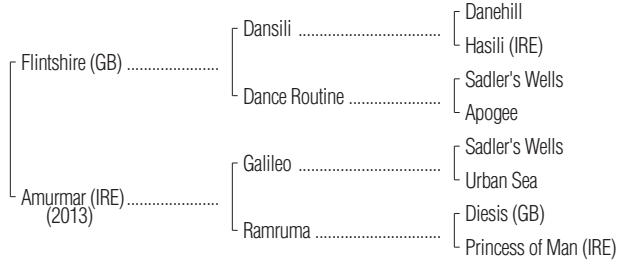 Danehill
Dansili
Hasili (IRE)
Flintshire (GB)
Sadler's Wells
Dance Routine
Apogee
Sadler's Wells
Galileo
Urban Sea
Amurmar (IRE)
(2013)
Diesis (GB)
Ramruma
Princess of Man (IRE)